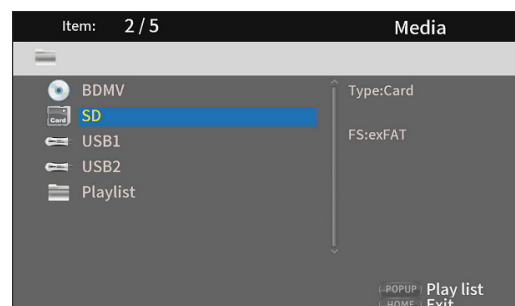 Item: 2/5 Media
BDMV
Type:Card
Card SD
FS:exFAT
USB1
USB2
Playlist
POPUP Play list
HOME Exit